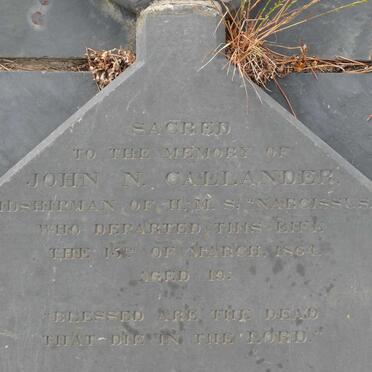 SACRED
TO THE MEMORY OF
JOHN N. CALLANDER.
IDSHIPMAN OF H.M.S. "NARCISSUS
WHO DEPARTED THIS LIFE
THE 15TH OF MARCH, 1864.
AGED 19.
"BLESSED ARE THE DEAD
THAT DIE IN THE LORD."